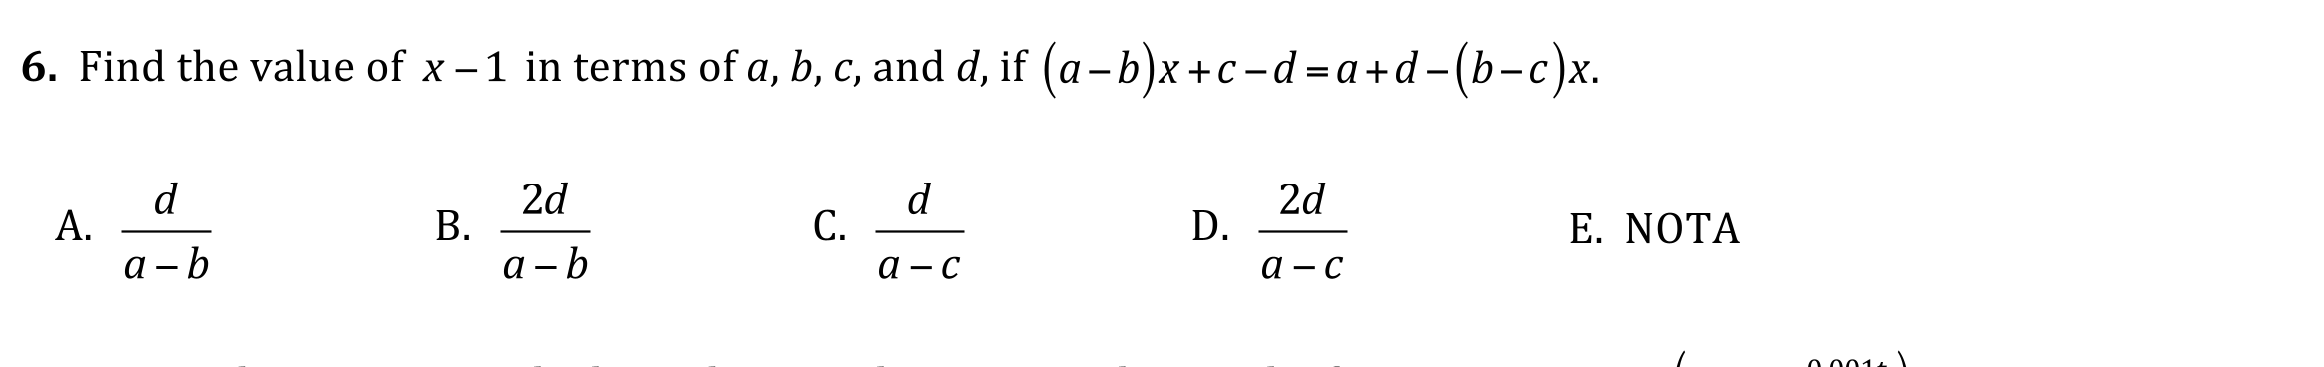 6. Find the value of x – 1 in terms of a, b, c, and d, if (a – b)x + c – d = a + d – (b – c)x.
A. d/(a – b) B. 2d/(a – b) C. d/(a – c) D. 2d/(a – c) E. NOTA